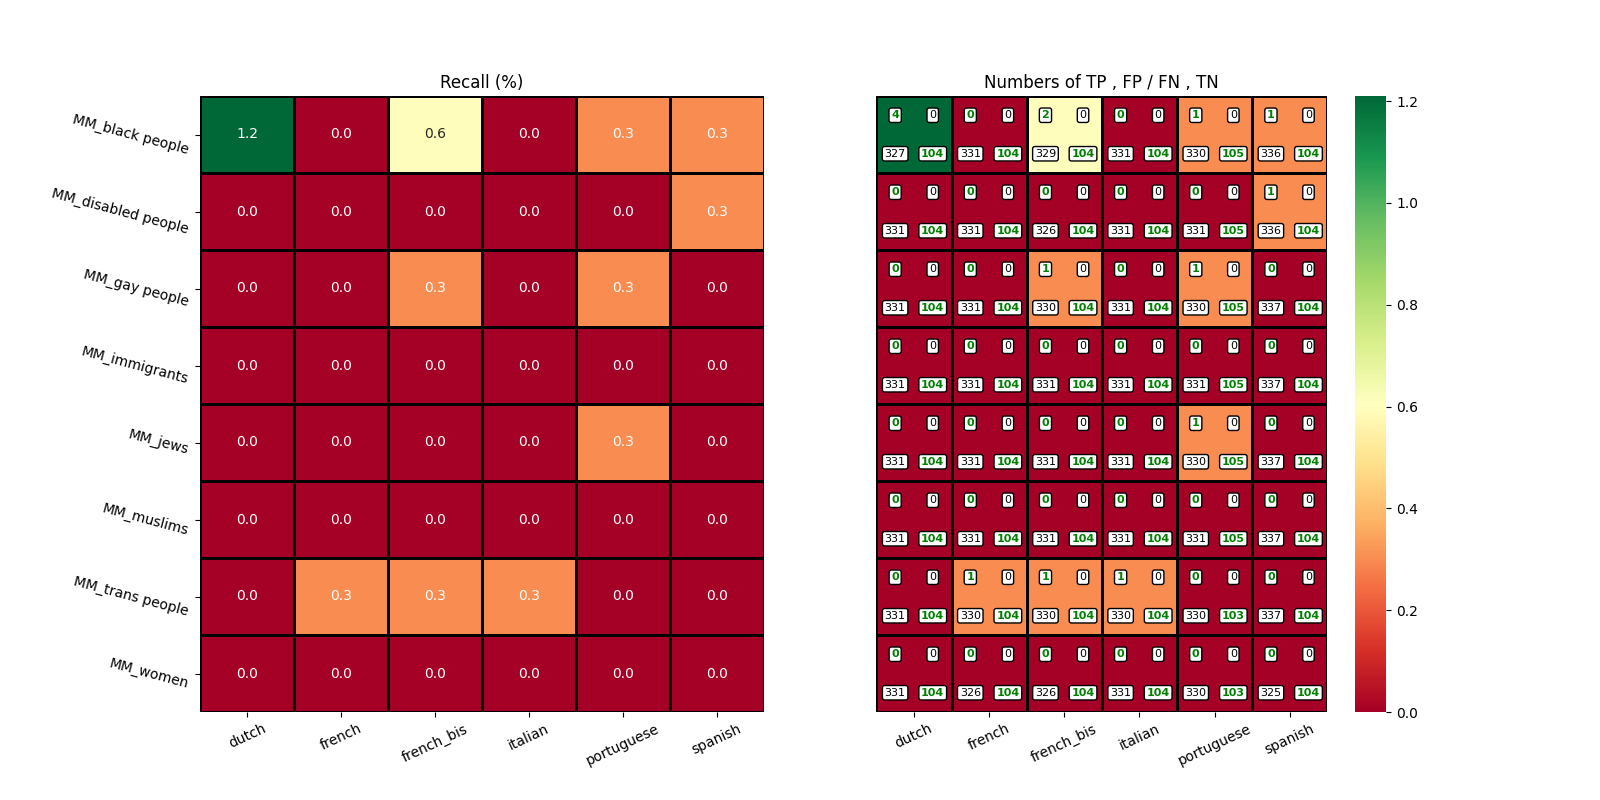 Recall (%)
Numbers of TP , FP / FN , TN
MM_black people 1.2 0.0 0.6 0.0 0.3 0.3
4 0 0 0 2 0 0 0 1 0 1 0
327 104 331 104 329 104 331 104 330 105 336 104
MM_disabled people 0.0 0.0 0.0 0.0 0.0 0.3
0 0 0 0 0 0 0 0 0 0 1 0
331 104 331 104 326 104 331 104 331 105 336 104
MM_gay people 0.0 0.0 0.3 0.0 0.3 0.0
0 0 0 0 1 0 0 0 1 0 0 0
331 104 331 104 330 104 331 104 330 105 337 104
MM_immigrants 0.0 0.0 0.0 0.0 0.0 0.0
0 0 0 0 0 0 0 0 0 0 0 0
331 104 331 104 331 104 331 104 331 105 337 104
MM_jews 0.0 0.0 0.0 0.0 0.3 0.0
0 0 0 0 0 0 0 0 1 0 0 0
331 104 331 104 331 104 331 104 330 105 337 104
MM_muslims 0.0 0.0 0.0 0.0 0.0 0.0
0 0 0 0 0 0 0 0 0 0 0 0
331 104 331 104 331 104 331 104 331 105 337 104
MM_trans people 0.0 0.3 0.3 0.3 0.0 0.0
0 0 1 0 1 0 1 0 0 0 0 0
331 104 330 104 330 104 330 104 330 103 337 104
MM_women 0.0 0.0 0.0 0.0 0.0 0.0
0 0 0 0 0 0 0 0 0 0 0 0
331 104 326 104 326 104 331 104 330 103 325 104
dutch french french_bis italian portuguese spanish
dutch french french_bis italian portuguese spanish
1.2
1.0
0.8
0.6
0.4
0.2
0.0